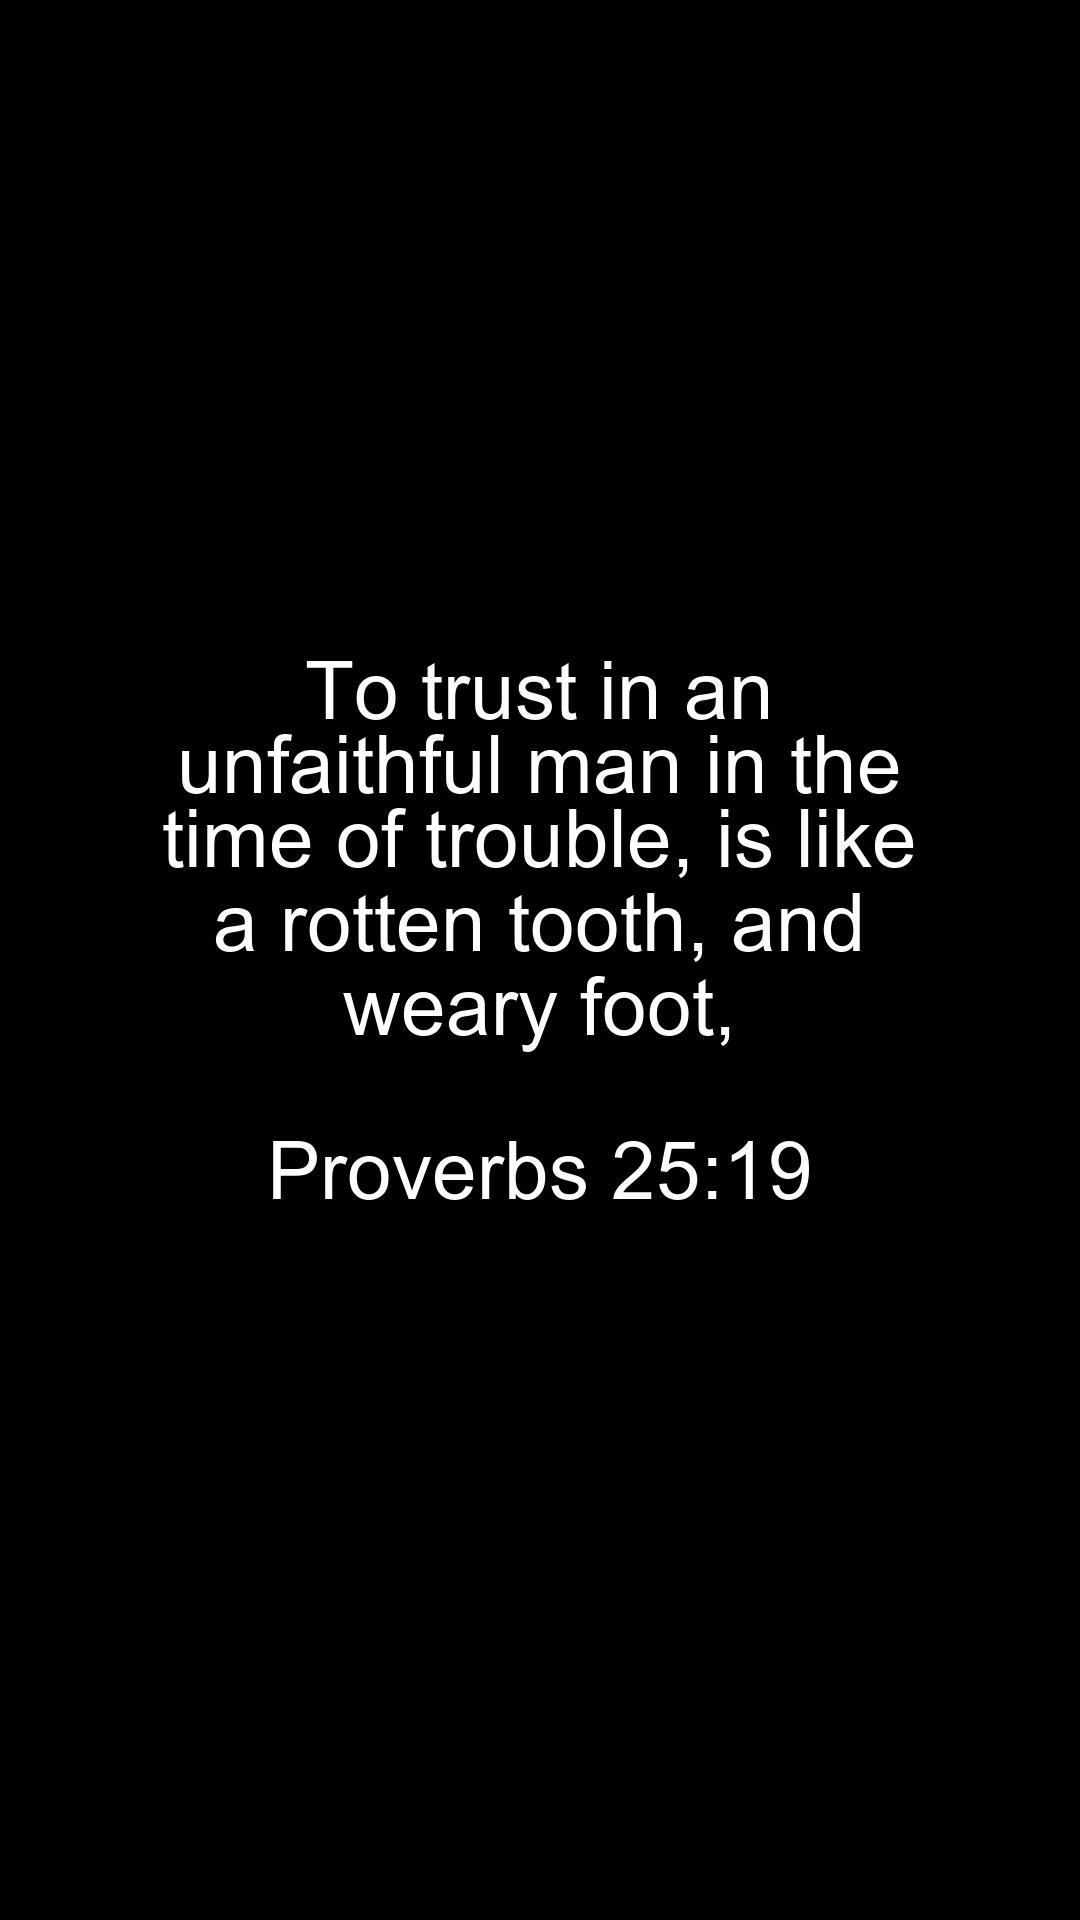 To trust in an
unfaithful man in the
time of trouble, is like
a rotten tooth, and
weary foot,
Proverbs 25:19